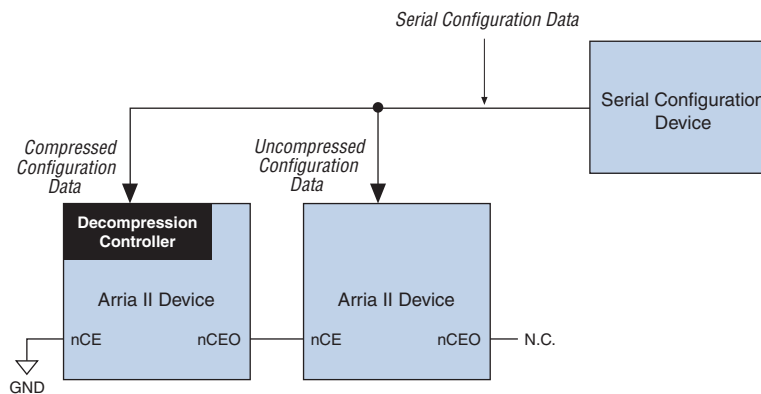 Serial Configuration Data
Serial Configuration
Device
Compressed
Configuration
Data
Uncompressed
Configuration
Data
Decompression
Controller
Arria II Device
Arria II Device
nCE
nCEO
nCE
nCEO
N.C.
GND